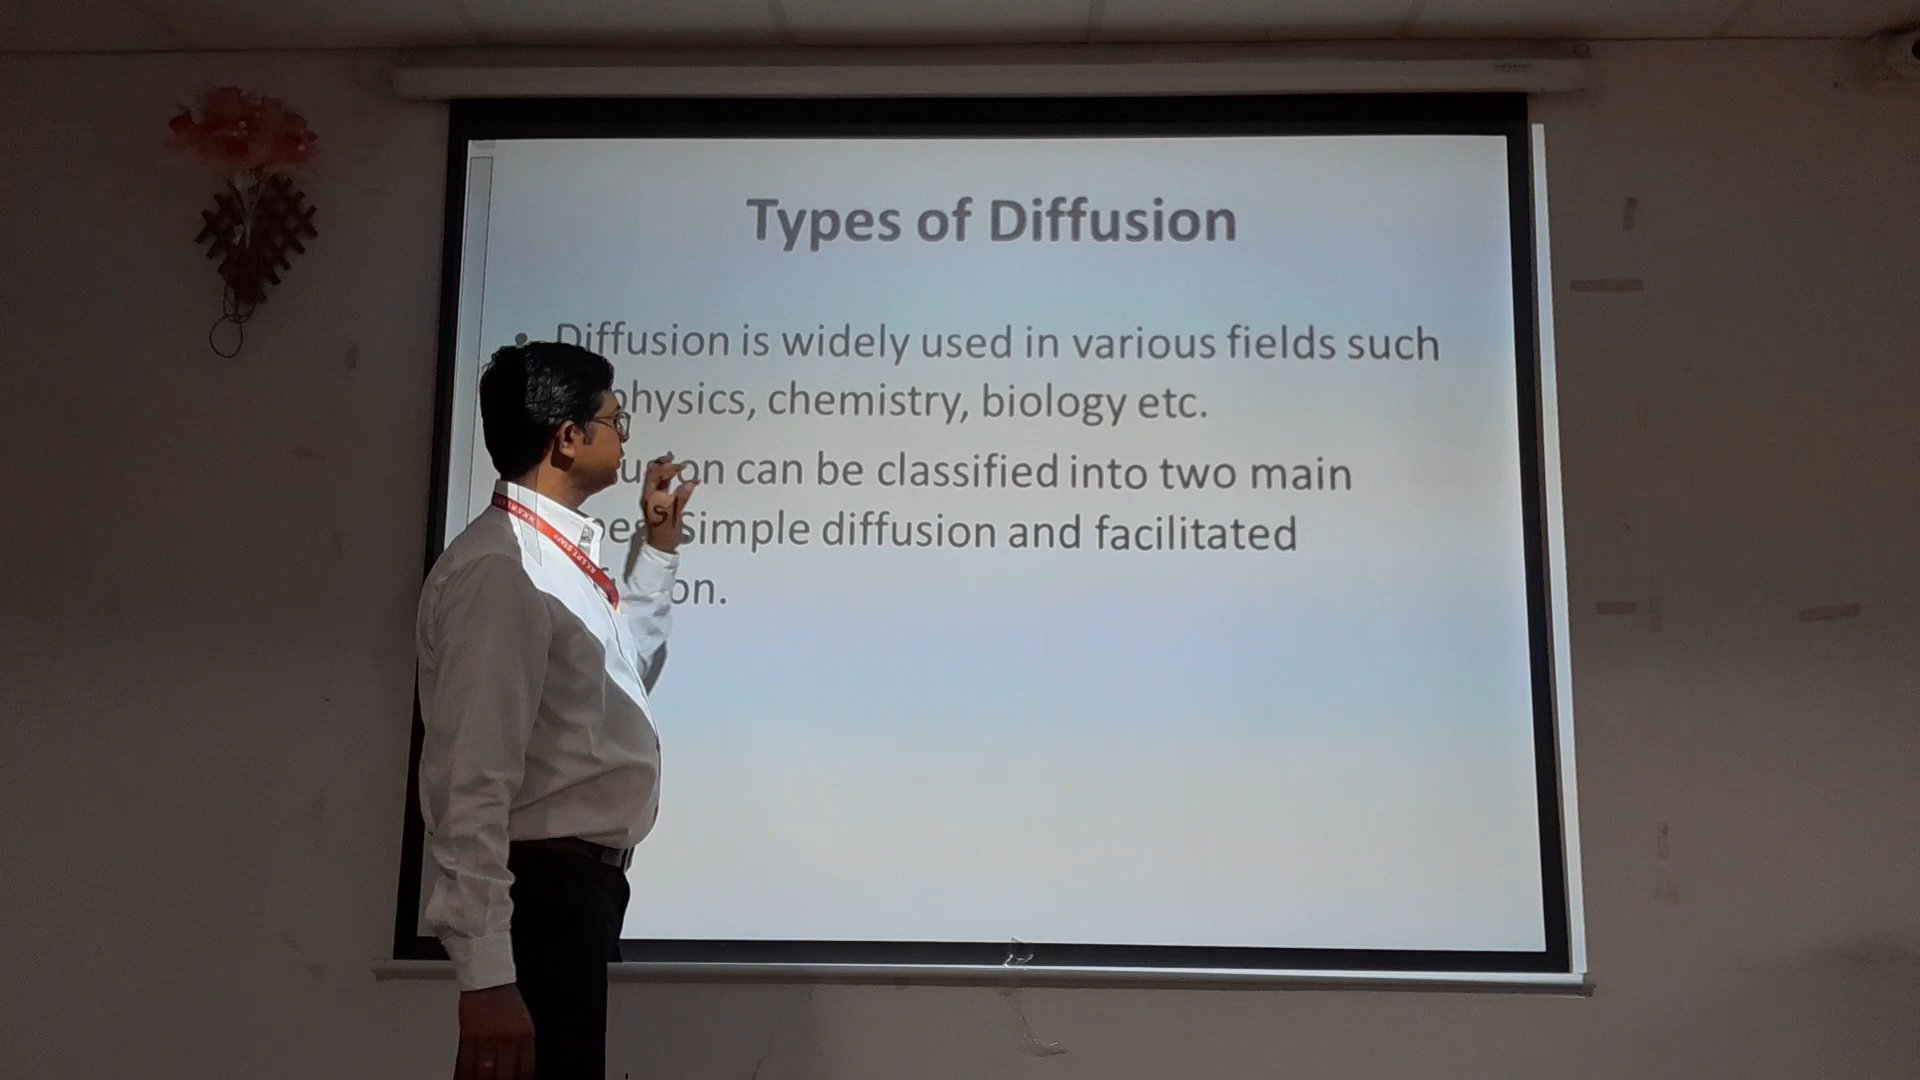 Types of Diffusion
• Diffusion is widely used in various fields such
physics, chemistry, biology etc.
can be classified into two main
Simple diffusion and facilitated